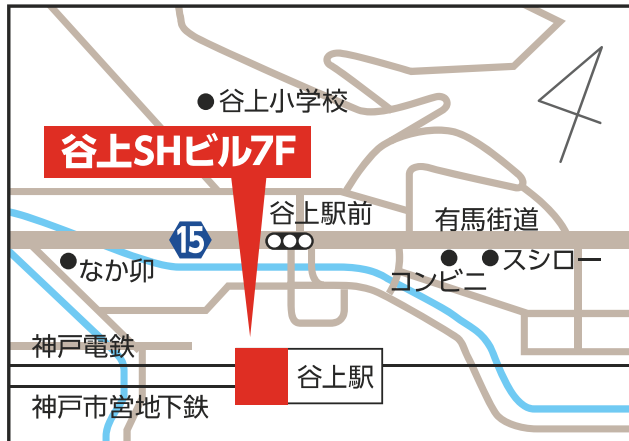 谷上小学校
谷上SHビル7F
谷上駅前
有馬街道
15
スシロー
なか卯
コンビニ
神戸電鉄
谷上駅
神戸市営地下鉄